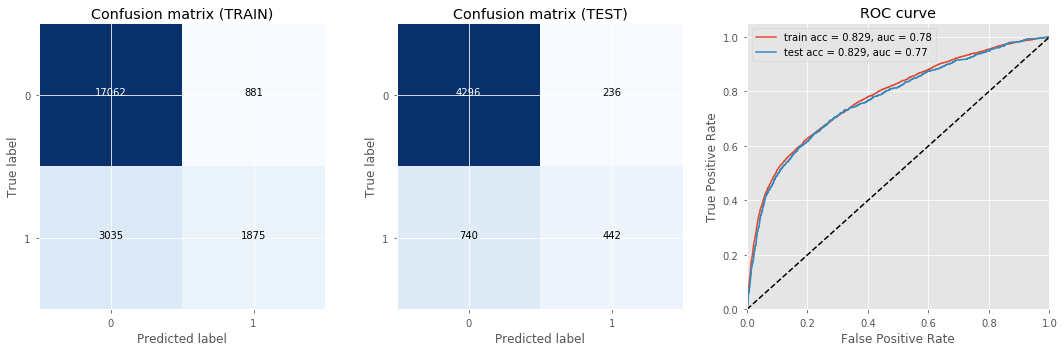 Confusion matrix (TRAIN)
True label
0
1
17062
881
3035
1875
0
1
Predicted label
Confusion matrix (TEST)
True label
0
1
4296
236
740
442
0
1
Predicted label
ROC curve
train acc = 0.829, auc = 0.78
test acc = 0.829, auc = 0.77
True Positive Rate
1.0
0.8
0.6
0.4
0.2
0.0
0.0
0.2
0.4
0.6
0.8
1.0
False Positive Rate